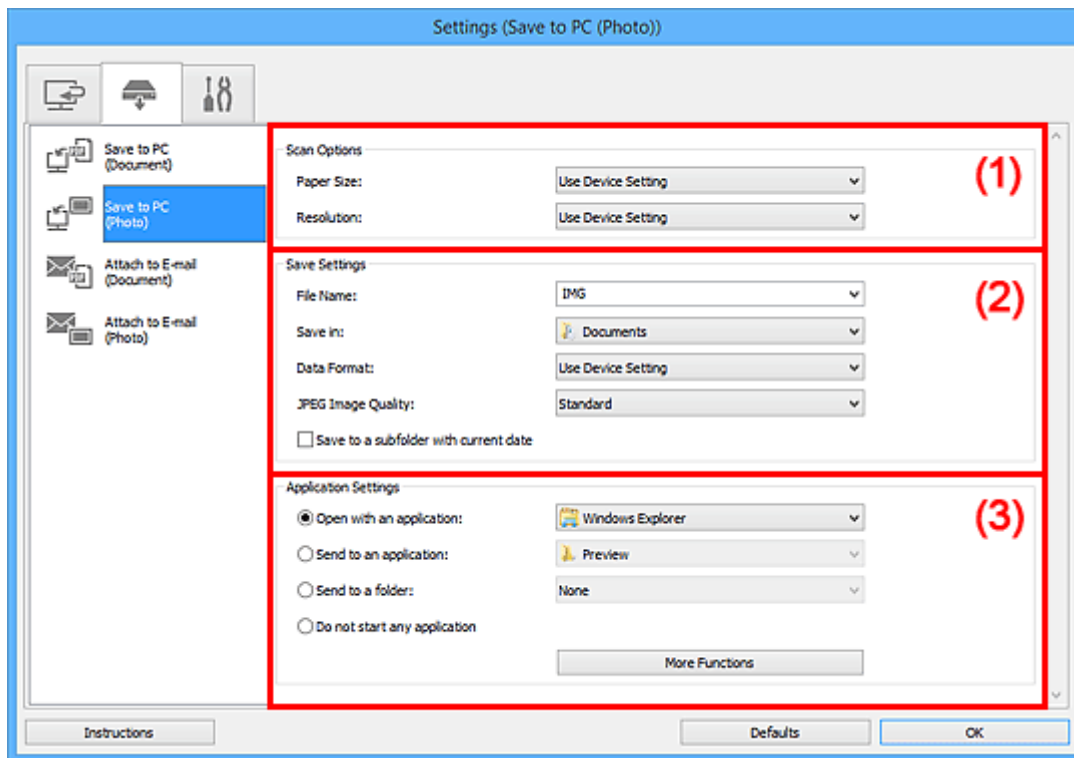 Settings (Save to PC (Photo))
Save to PC
(Document)
Save to PC
(Photo)
Attach to E-mail
(Document)
Attach to E-mail
(Photo)
Scan Options
(1)
Paper Size: Use Device Setting
Resolution: Use Device Setting
Save Settings
(2)
File Name: IMG
Save in: Documents
Data Format: Use Device Setting
JPEG Image Quality: Standard
Save to a subfolder with current date
Application Settings
(3)
Open with an application: Windows Explorer
Send to an application: Preview
Send to a folder: None
Do not start any application
More Functions
Instructions Defaults OK